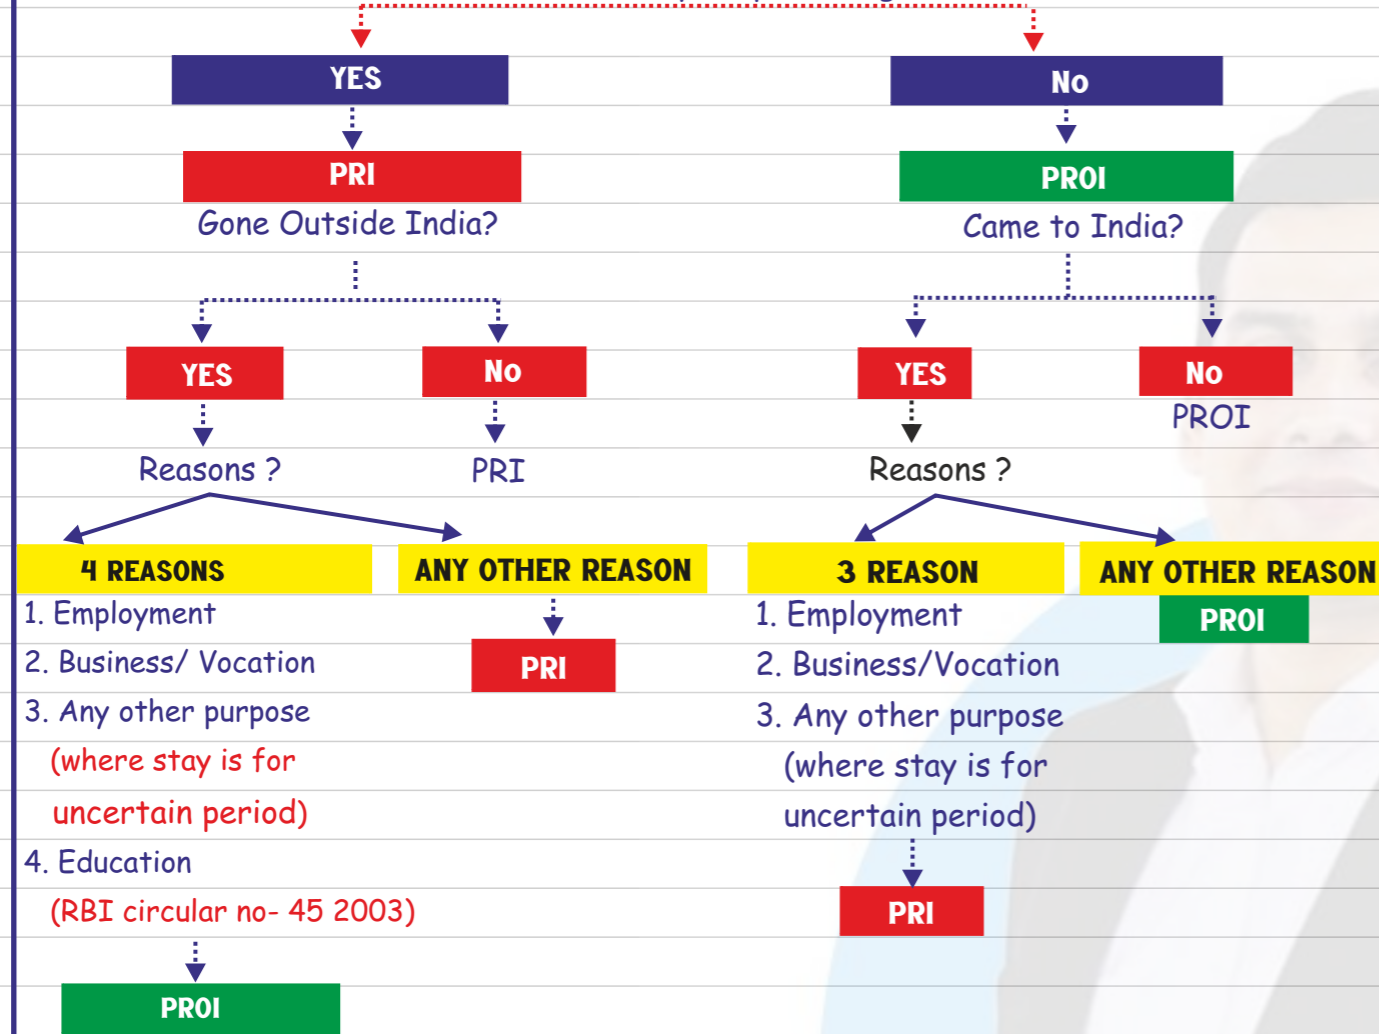 YES
No
PRI
PROI
Gone Outside India?
Came to India?
YES
No
YES
No
PROI
Reasons ?
PRI
Reasons ?
4 REASONS
ANY OTHER REASON
3 REASON
ANY OTHER REASON
1. Employment
2. Business/ Vocation
3. Any other purpose
(where stay is for
uncertain period)
4. Education
(RBI circular no- 45 2003)
PROI
PRI
1. Employment
2. Business/Vocation
3. Any other purpose
(where stay is for
uncertain period)
PRI
PROI